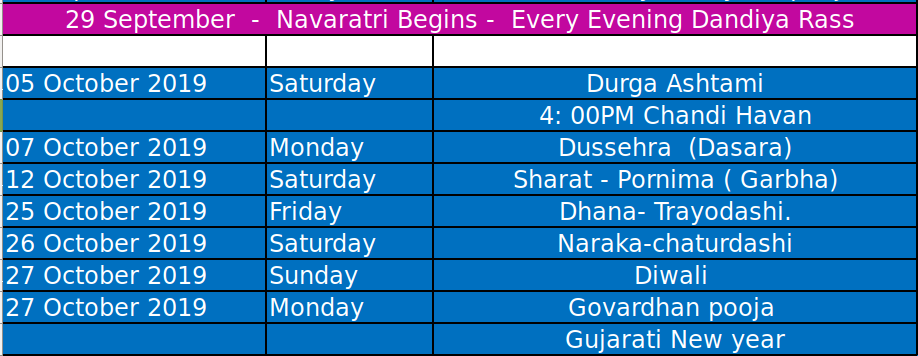 29 September - Navaratri Begins - Every Evening Dandiya Rass
05 October 2019 Saturday Durga Ashtami
4: 00PM Chandi Havan
07 October 2019 Monday Dussehra (Dasara)
12 October 2019 Saturday Sharat - Pornima ( Garbha)
25 October 2019 Friday Dhana- Trayodashi.
26 October 2019 Saturday Naraka-chaturdashi
27 October 2019 Sunday Diwali
27 October 2019 Monday Govardhan pooja
Gujarati New year